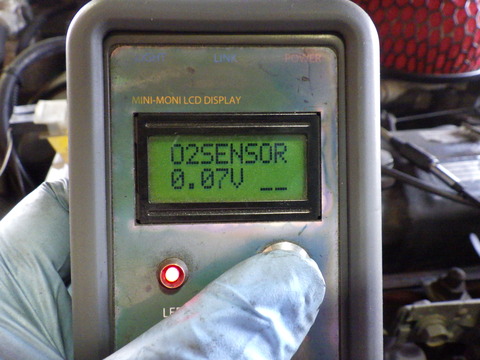 LINK
POWER
MINI-MONI LCD DISPLAY
O2SENSOR
0.07V __